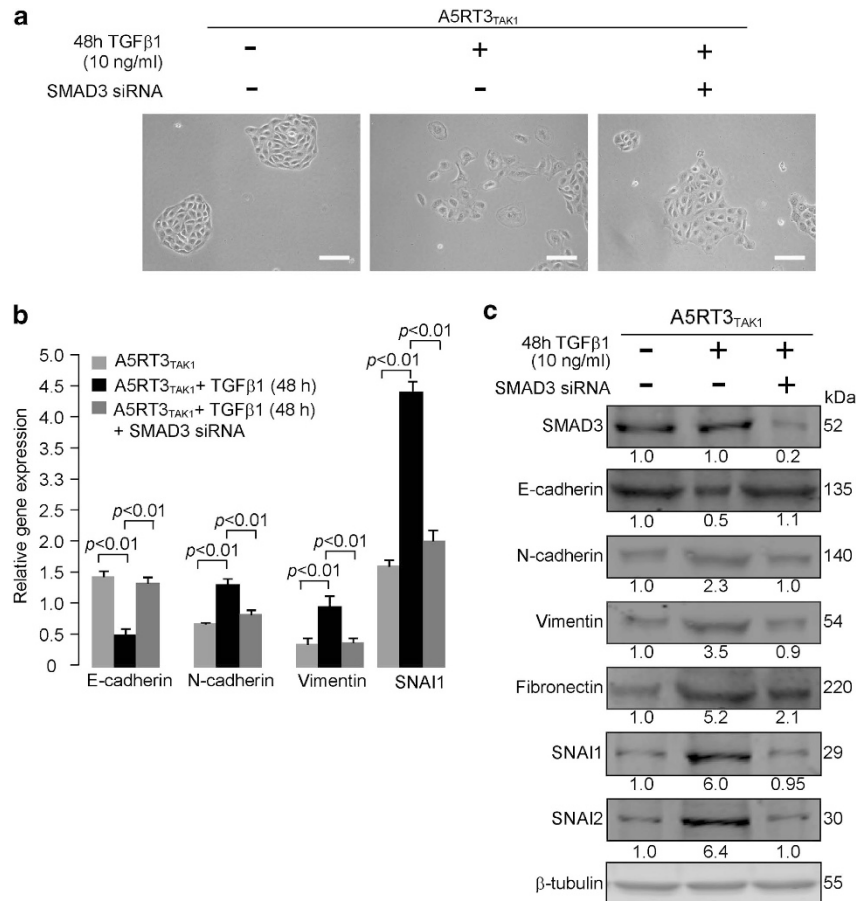 a
A5RT3TAK1
48h TGFβ1 - + +
(10 ng/ml)
SMAD3 siRNA - - +
b
A5RT3TAK1
A5RT3TAK1+ TGFβ1 (48 h)
A5RT3TAK1+ TGFβ1 (48 h)
+ SMAD3 siRNA
Relative gene expression
5.0
4.5
4.3
3.5
3.3
2.5
2.0
1.5
1.0
0.5
0
p<0.01
p<0.01
p<0.01
p<0.01
p<0.01
p<0.01
p<0.01
p<0.01
E-cadherin N-cadherin Vimentin SNAI1
c
A5RT3TAK1
48h TGFβ1 - + +
(10 ng/ml)
SMAD3 siRNA - - + kDa
SMAD3 52
1.0 1.0 0.2
E-cadherin 135
1.0 0.5 1.1
N-cadherin 140
1.0 2.3 1.0
Vimentin 54
1.0 3.5 0.9
Fibronectin 220
1.0 5.2 2.1
SNAI1 29
1.0 6.0 0.95
SNAI2 30
1.0 6.4 1.0
β-tubulin 55